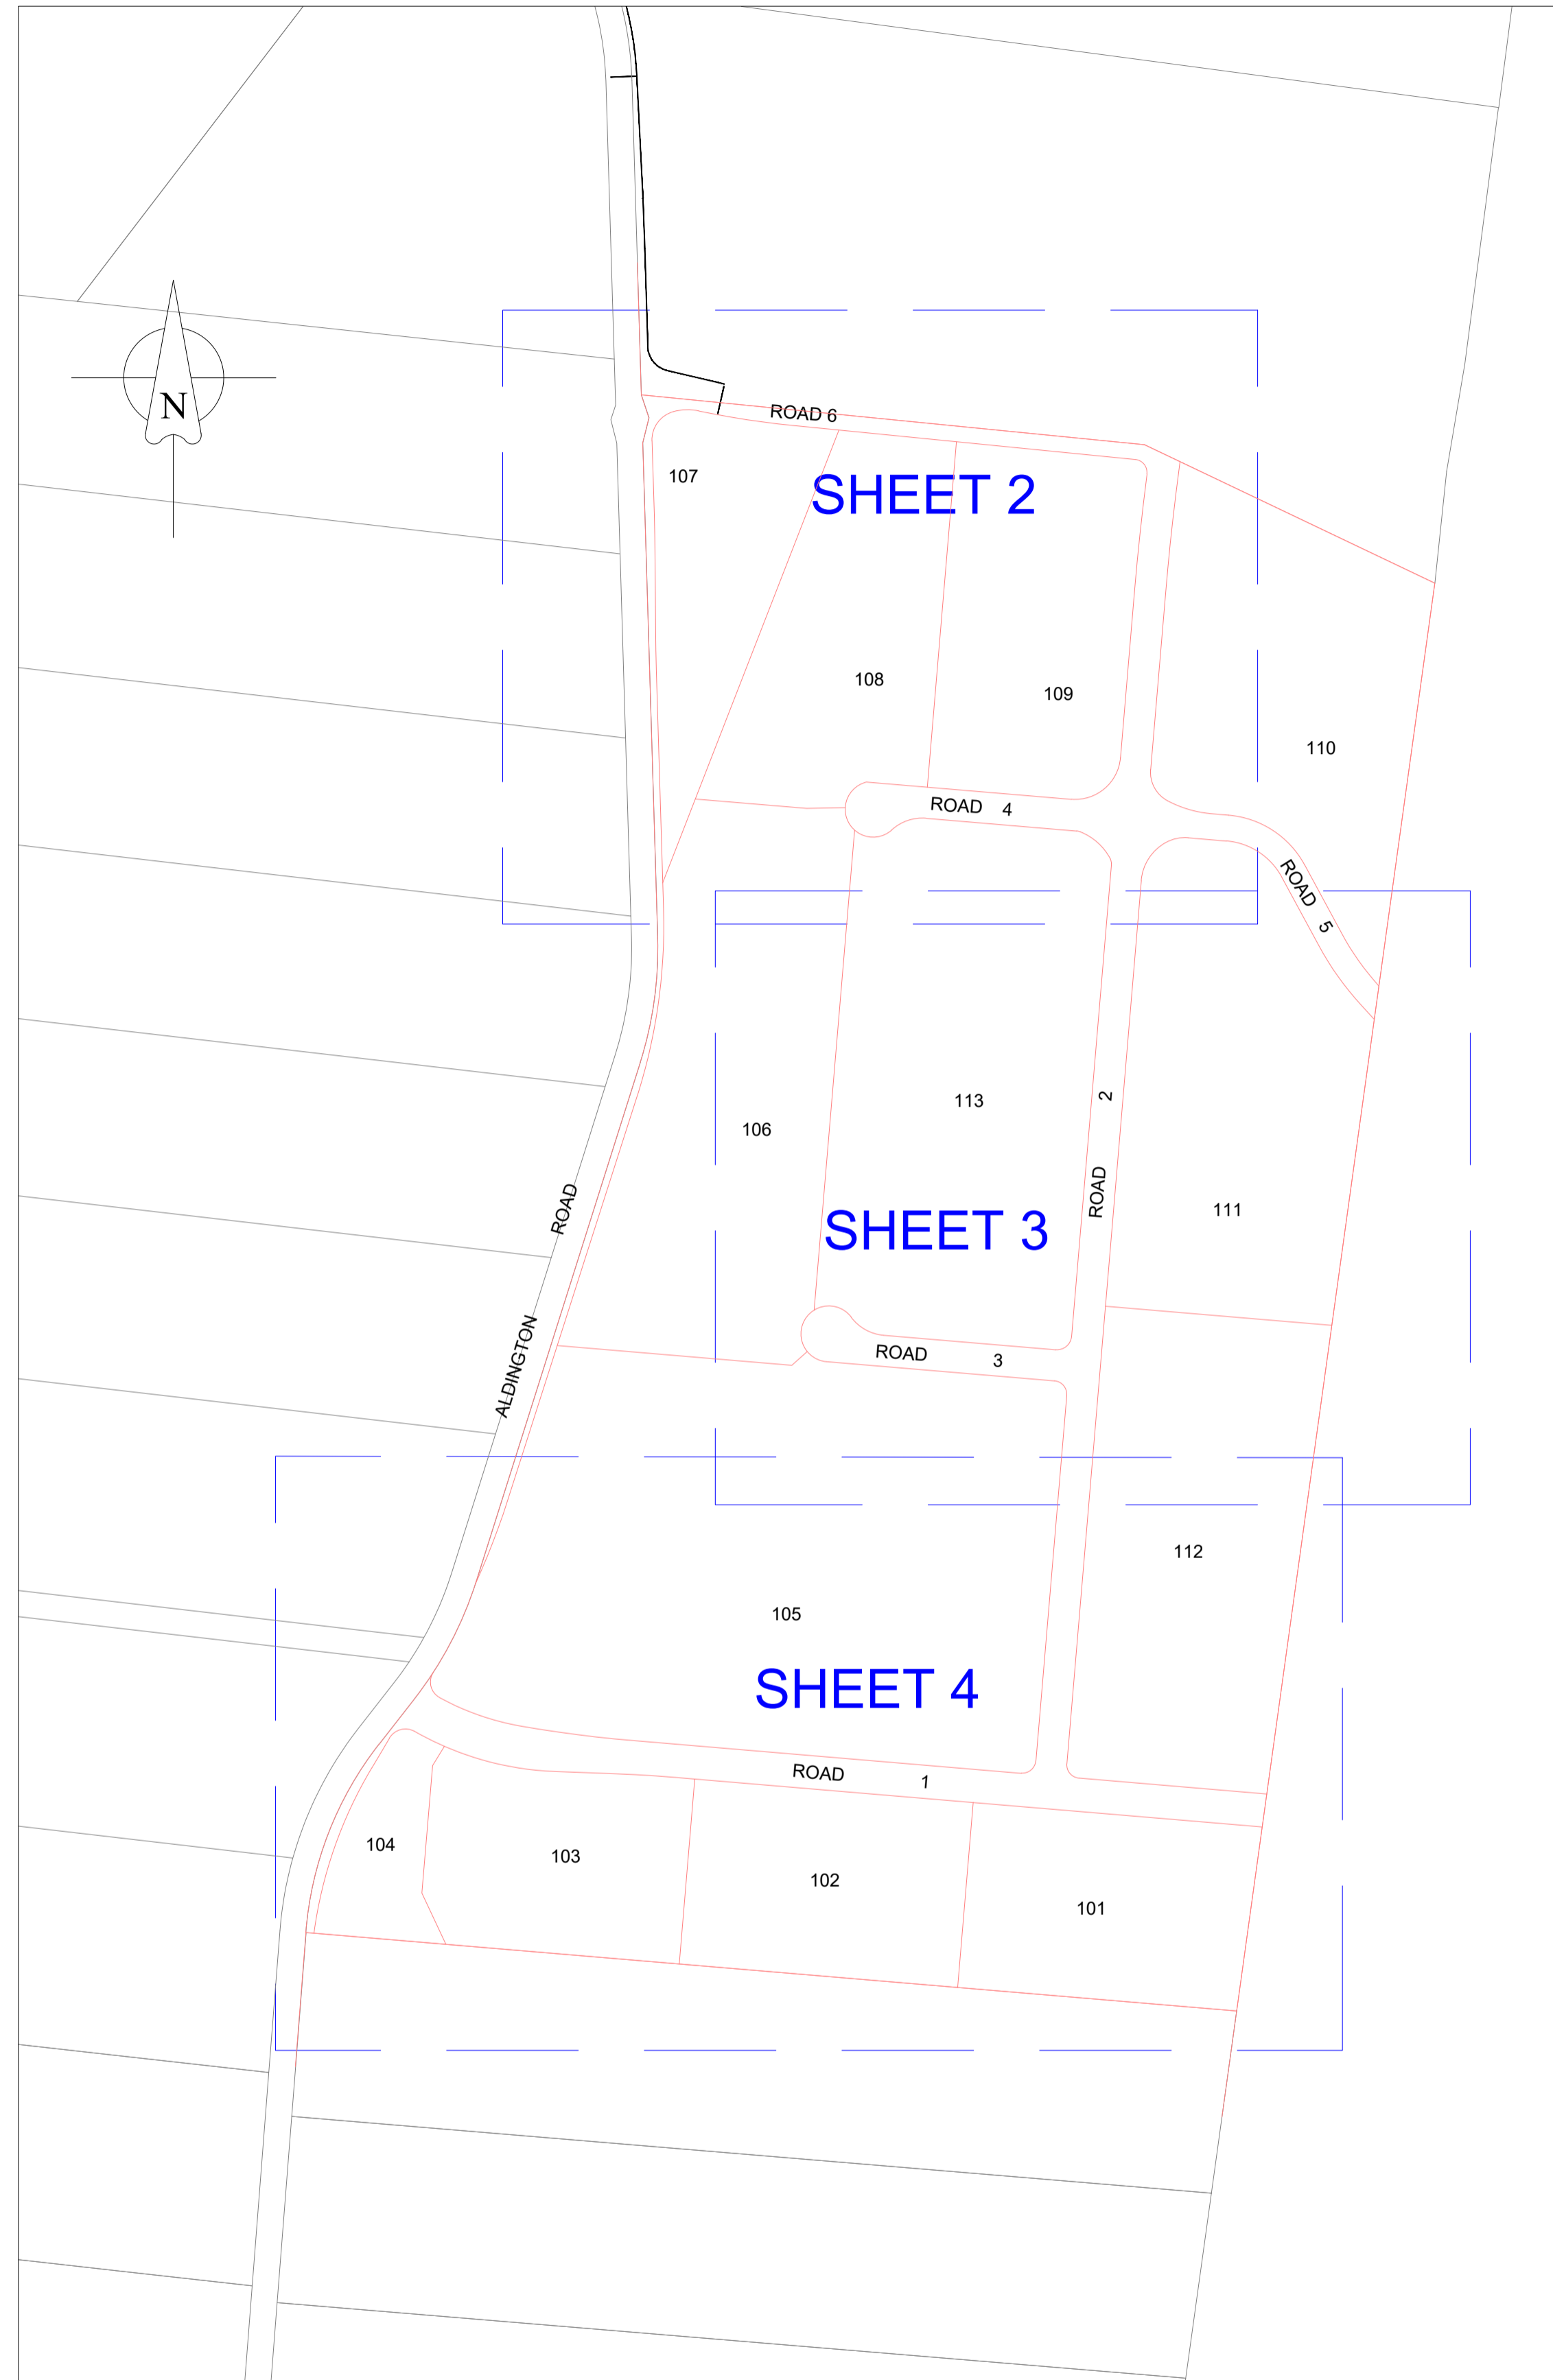 N
ROAD 6
107
SHEET 2
108
109
110
ROAD 4
ROAD 5
113
106
ROAD 2
111
ALDINGTON ROAD
SHEET 3
ROAD 3
112
105
SHEET 4
ROAD 1
104
103
102
101